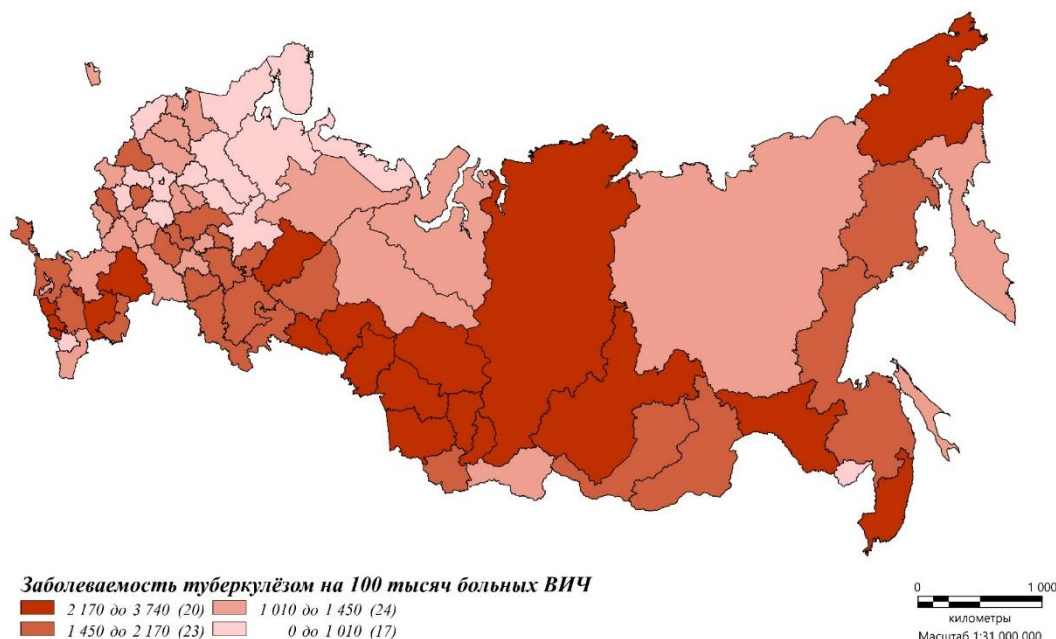 Заболеваемость туберкулёзом на 100 тысяч больных ВИЧ
2 170 до 3 740 (20) 1 010 до 1 450 (24)
1 450 до 2 170 (23) 0 до 1 010 (17)
0 1 000
километры
Масштаб 1:31 000 000